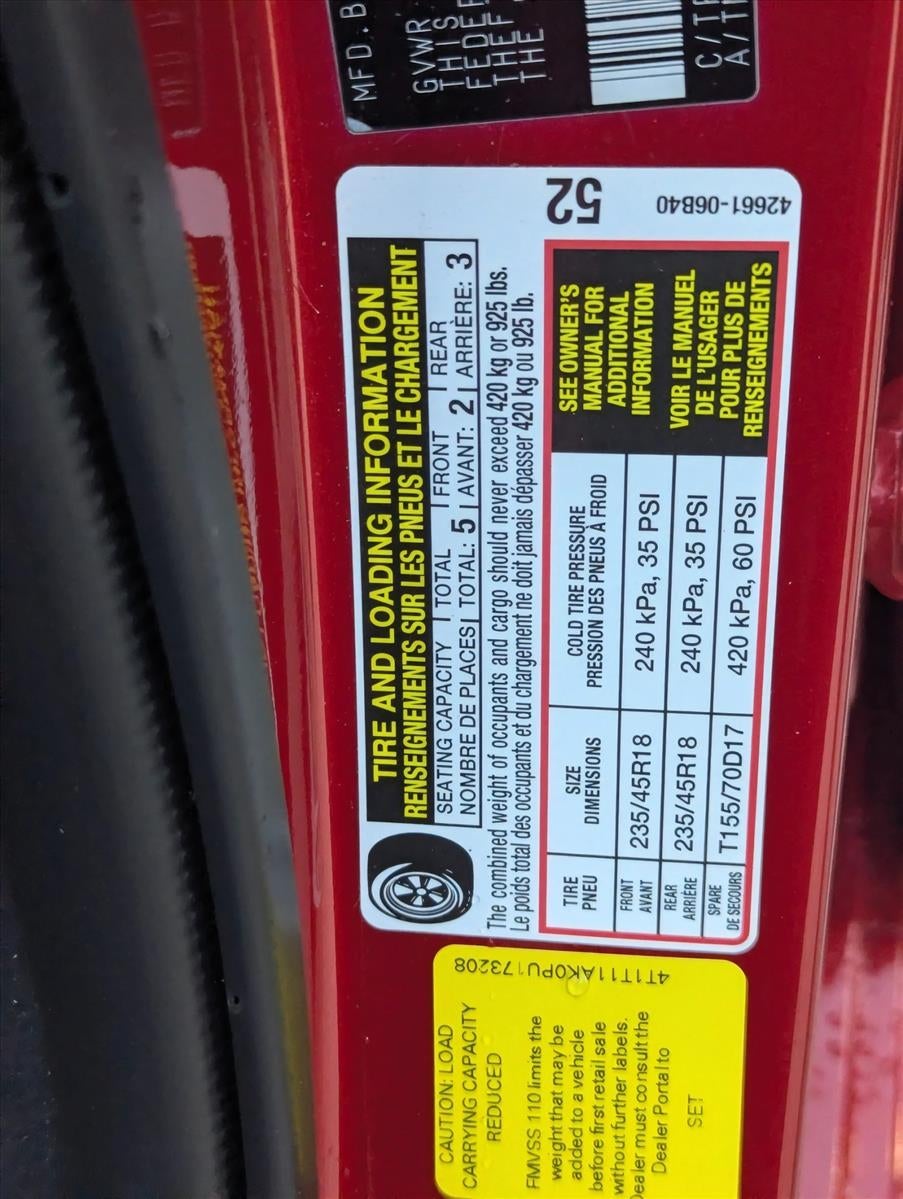 MFD.B
GVWR
THIS
FEDER
THEF
THE
C/TR
A/TR
TIRE AND LOADING INFORMATION
RENSEIGNEMENTS SUR LES PNEUS ET LE CHARGEMENT
SEATING CAPACITY | TOTAL | FRONT | REAR
NOMBRE DE PLACES | TOTAL: 5 | AVANT: 2 | ARRIÈRE: 3
The combined weight of occupants and cargo should never exceed 420 kg or 925 lbs.
Le poids total des occupants et du chargement ne doit jamais dépasser 420 kg ou 925 lb.
TIRE SIZE COLD TIRE PRESSURE
PNEU DIMENSIONS PRESSION DES PNEUS À FROID
FRONT
AVANT 235/45R18 240 kPa, 35 PSI
REAR
ARRIÈRE 235/45R18 240 kPa, 35 PSI
SPARE
DE SECOURS T155/70D17 420 kPa, 60 PSI
SEE OWNER'S
MANUAL FOR
ADDITIONAL
INFORMATION
VOIR LE MANUEL
DE L'USAGER
POUR PLUS DE
RENSEIGNEMENTS
52
42661-06B40
CAUTION: LOAD
CARRYING CAPACITY
REDUCED
FMVSS 110 limits the
weight that may be
added to a vehicle
before first retail sale
without further labels.
Dealer must consult the
Dealer Portal to
SET
4T1T11AK0PU173208